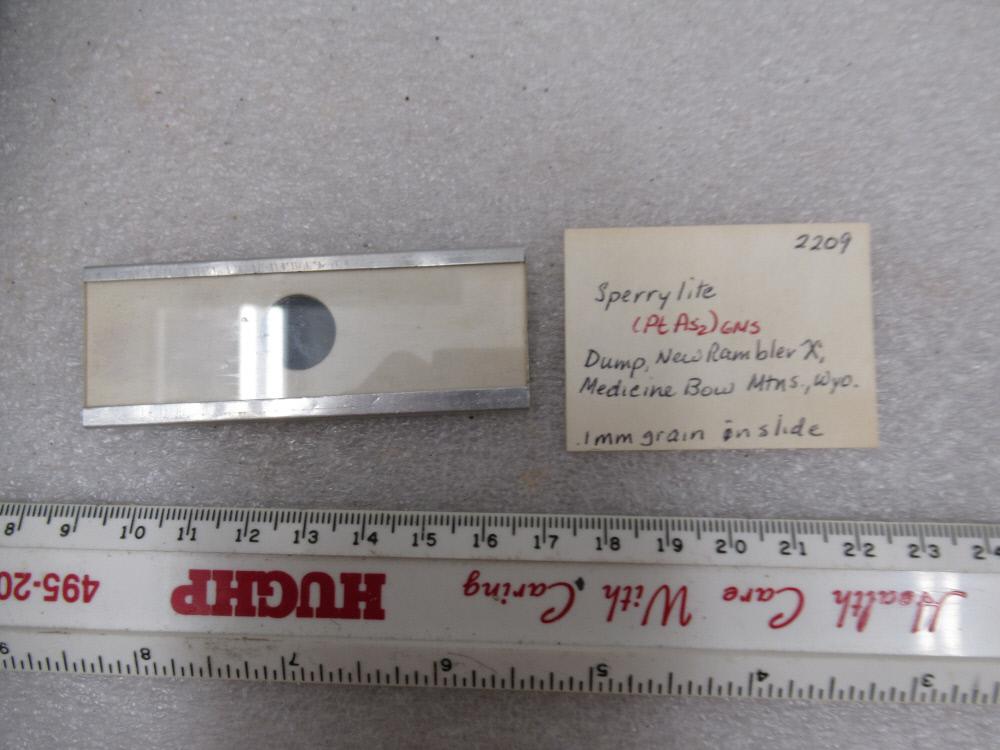 2209
Sperrylite
(PtAs₂) GNS
Dump, New Rambler X,
Medicine Bow Mtns., Wyo.
.1mm grain in slide
8 9 10 11 12 13 14 15 16 17 18 19 20 21 22 23 24
Health Care With Caring HUGHP 495-20
3 4 5 6 7 8 9